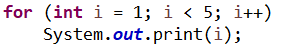 for (int i = 1; i < 5; i++)
    System.out.print(i);